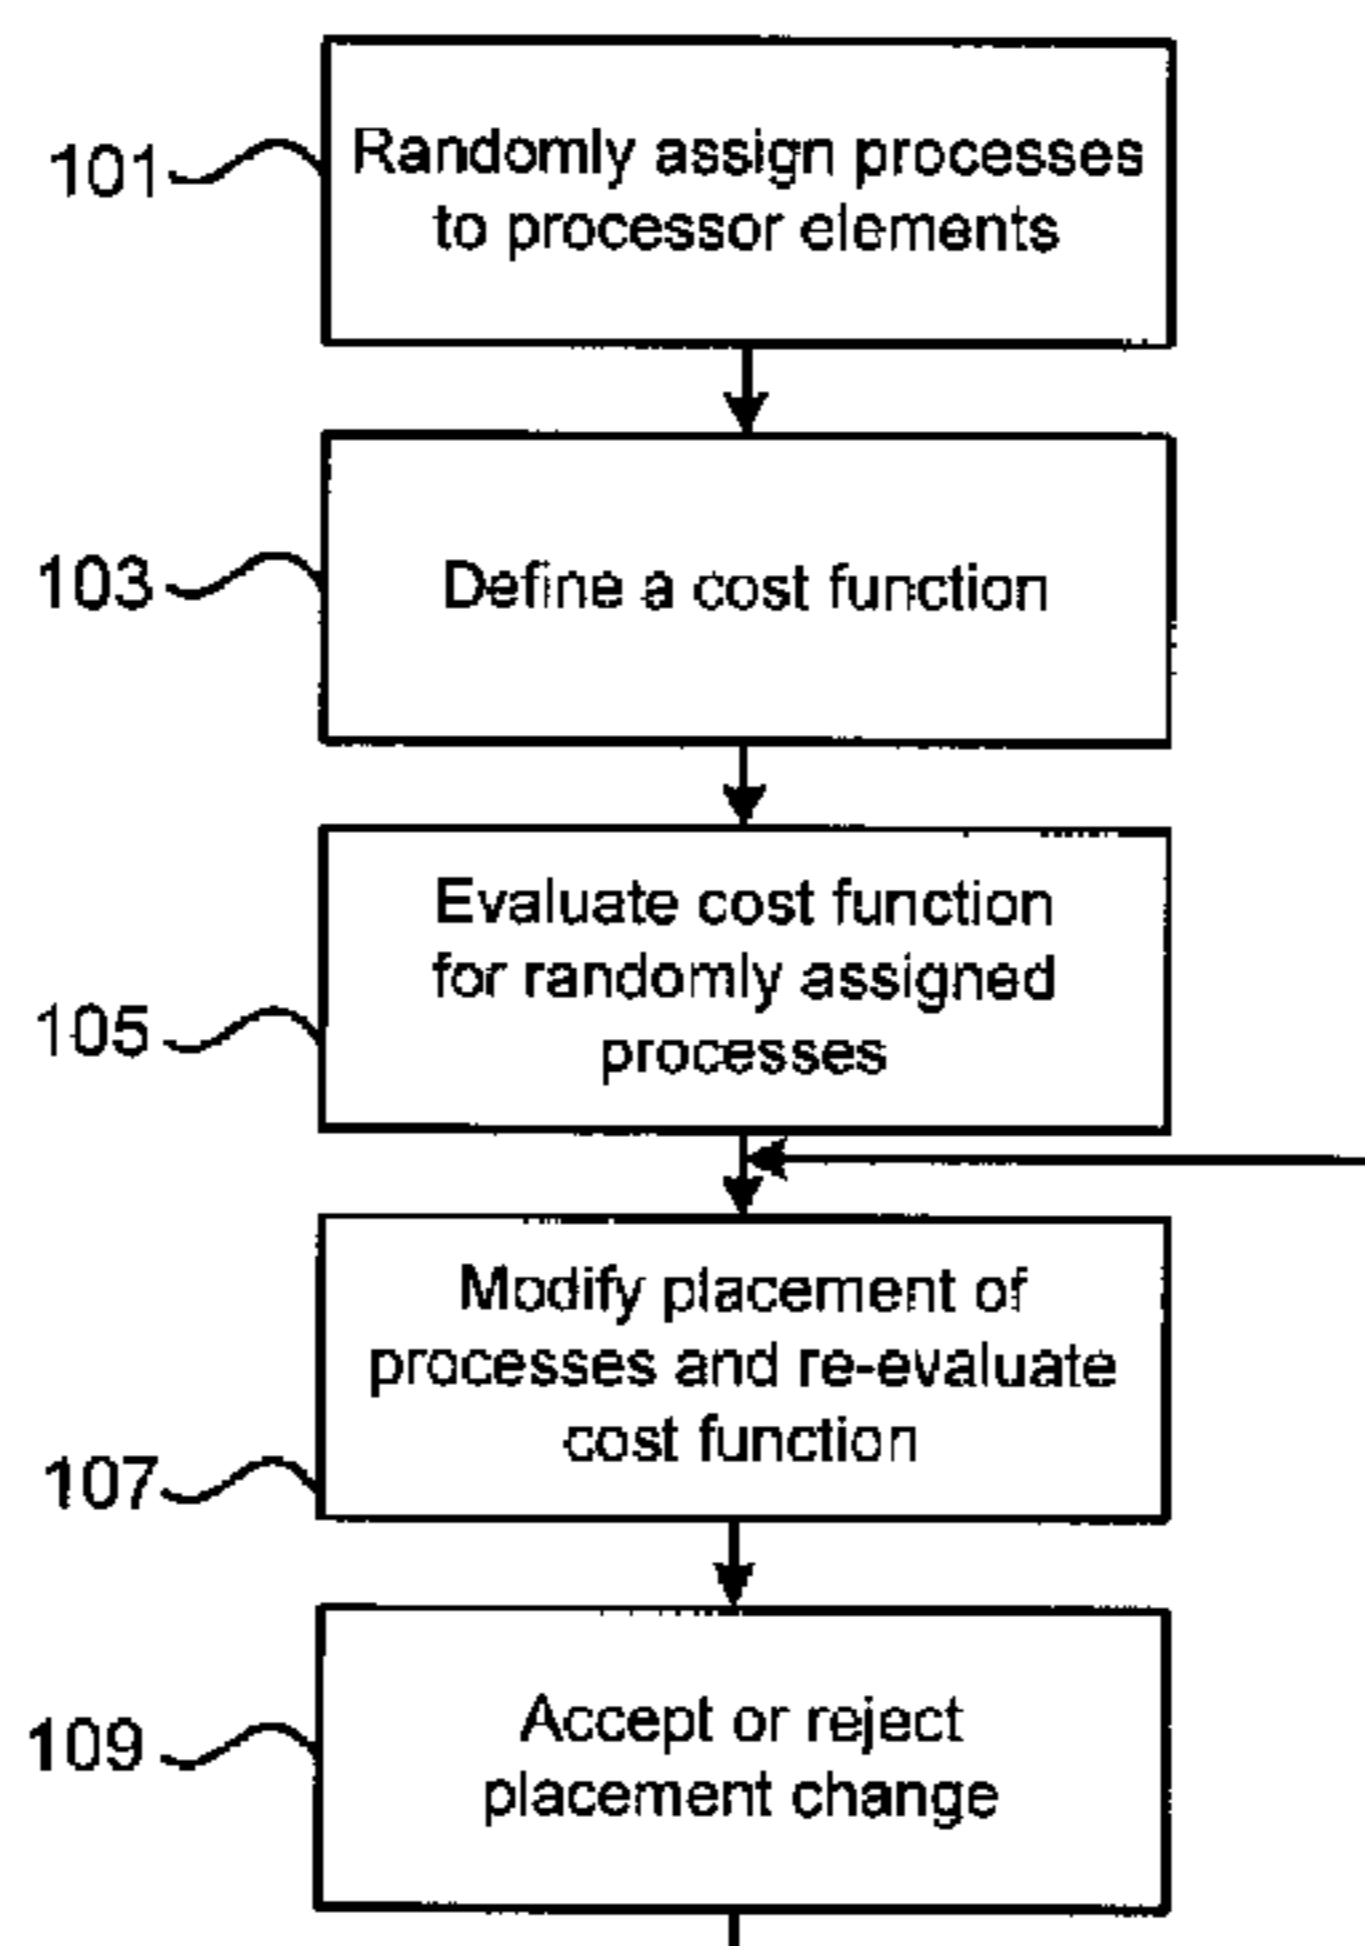 101
Randomly assign processes
to processor elements
103
Define a cost function
105
Evaluate cost function
for randomly assigned
processes
107
Modify placement of
processes and re-evaluate
cost function
109
Accept or reject
placement change